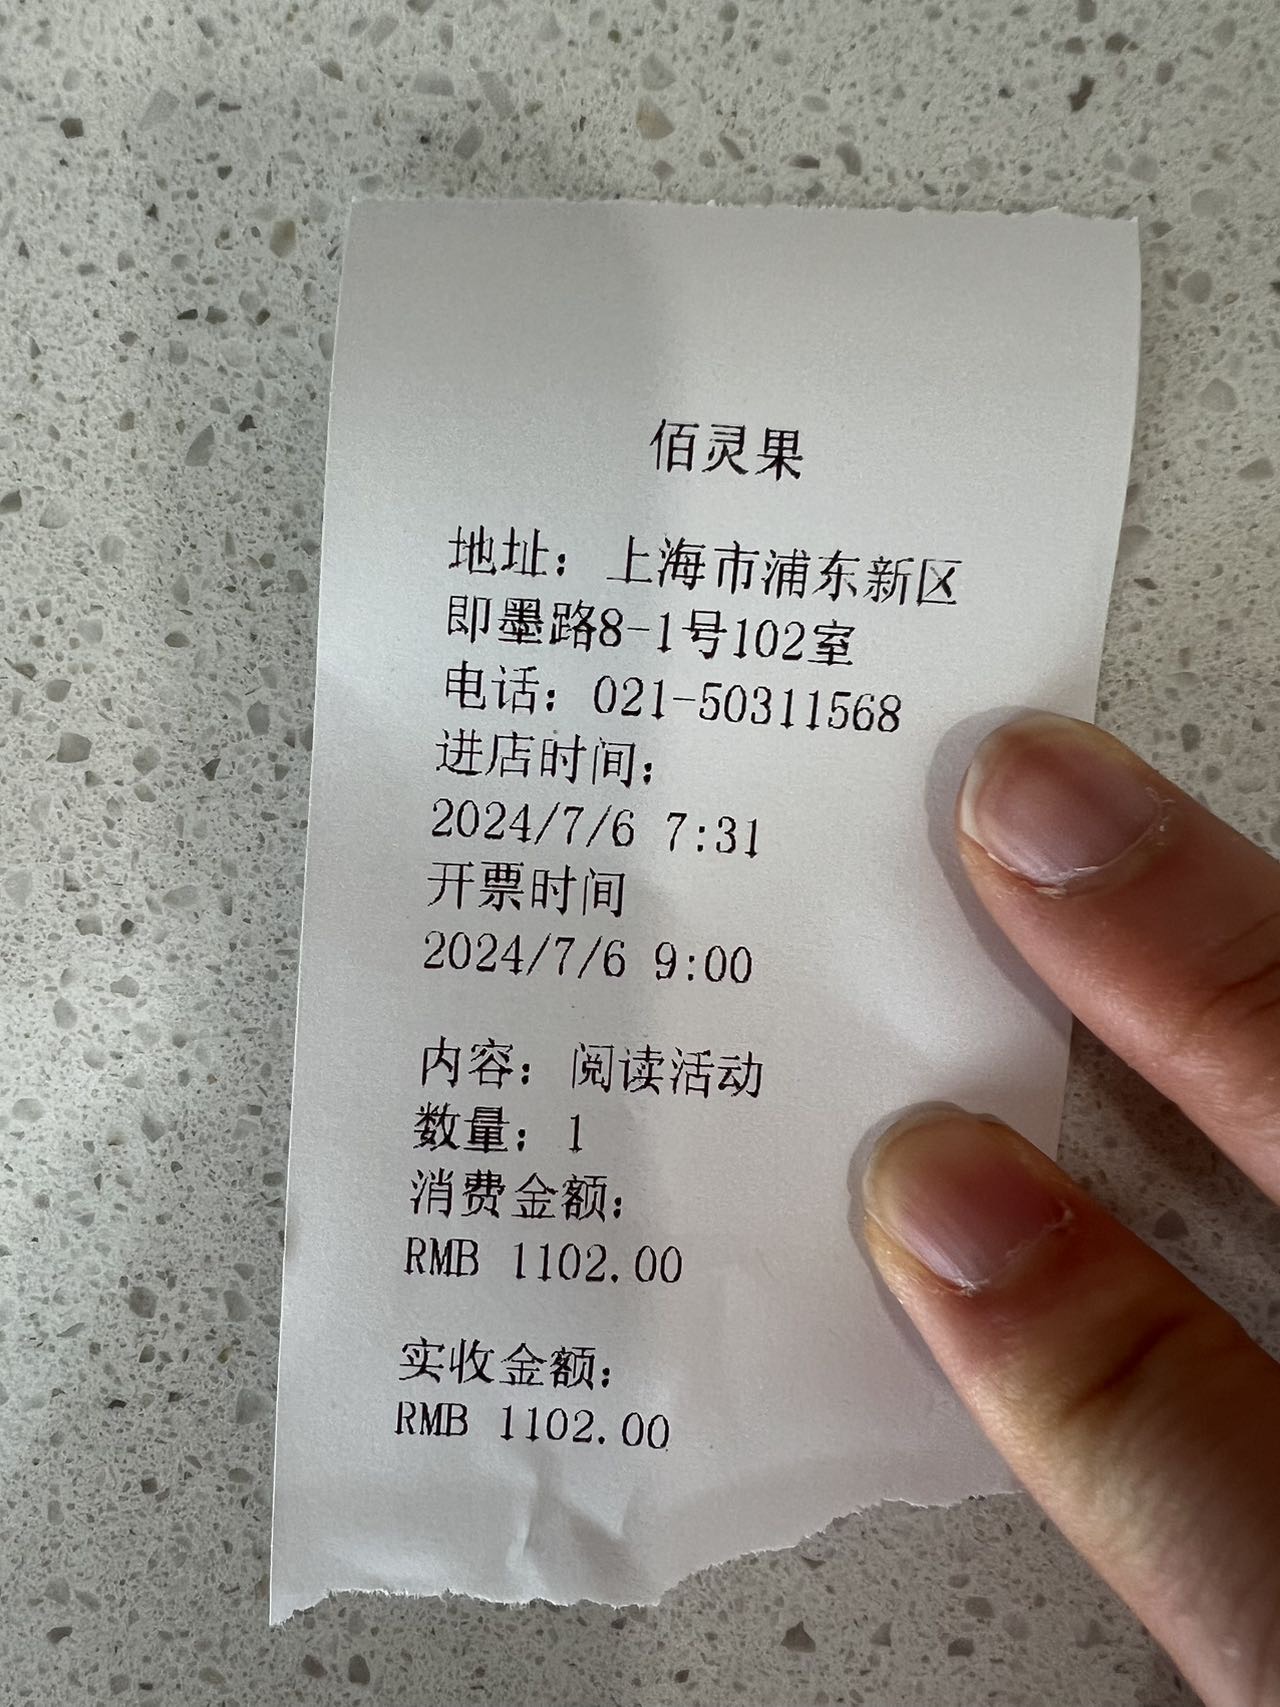 佰灵果
地址：上海市浦东新区
即墨路8-1号102室
电话：021-50311568
进店时间：
2024/7/6 7:31
开票时间
2024/7/6 9:00
内容：阅读活动
数量：1
消费金额：
RMB 1102.00
实收金额：
RMB 1102.00